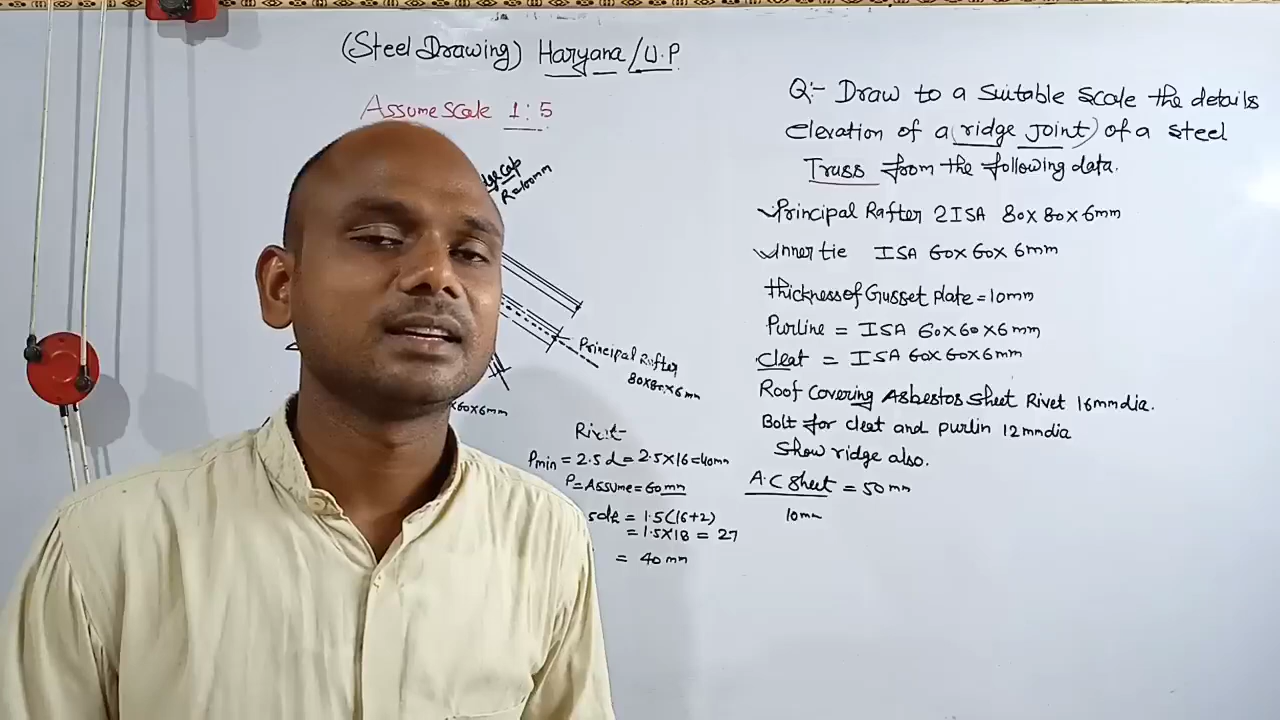 (Steel Drawing) Haryana/U.P
Assume scale 1:5
Cap
R=100mm
Principal Rafter
80x80x6mm
x60x6mm
Rivet
Pmin = 2.5d = 2.5x16 = 40mm
P = Assume = 60mm
= 1.5(16+2)
= 1.5x18 = 27
= 40mm
Q:- Draw to a suitable scale the details
elevation of a (ridge joint) of a steel
Truss from the following data.
Principal Rafter 2ISA 80x80x6mm
Inner tie ISA 60x60x6mm
thickness of Gusset plate = 10mm
Purline = ISA 60x60x6mm
Cleat = ISA 60x60x6mm
Roof Covering Asbestos sheet Rivet 16mm dia.
Bolt for cleat and purlin 12mm dia
Show ridge also.
A.C Sheet = 50mm
10mm